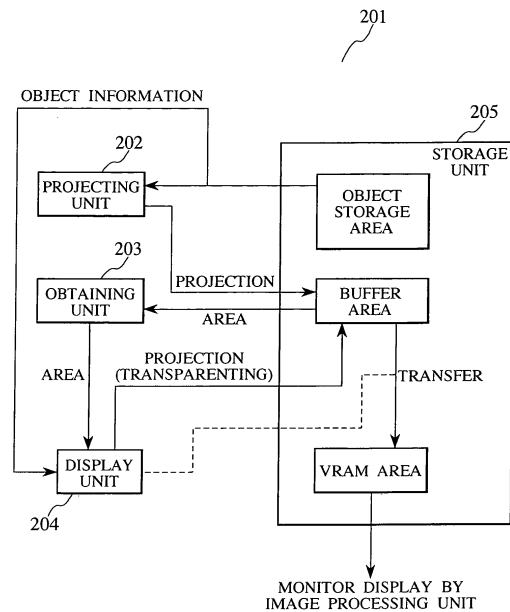 201
OBJECT INFORMATION
205
STORAGE
UNIT
202
PROJECTING
UNIT
OBJECT
STORAGE
AREA
203
PROJECTION
OBTAINING
UNIT
BUFFER
AREA
AREA
PROJECTION
(TRANSPARENTING)
AREA
TRANSFER
DISPLAY
UNIT
VRAM AREA
204
MONITOR DISPLAY BY
IMAGE PROCESSING UNIT